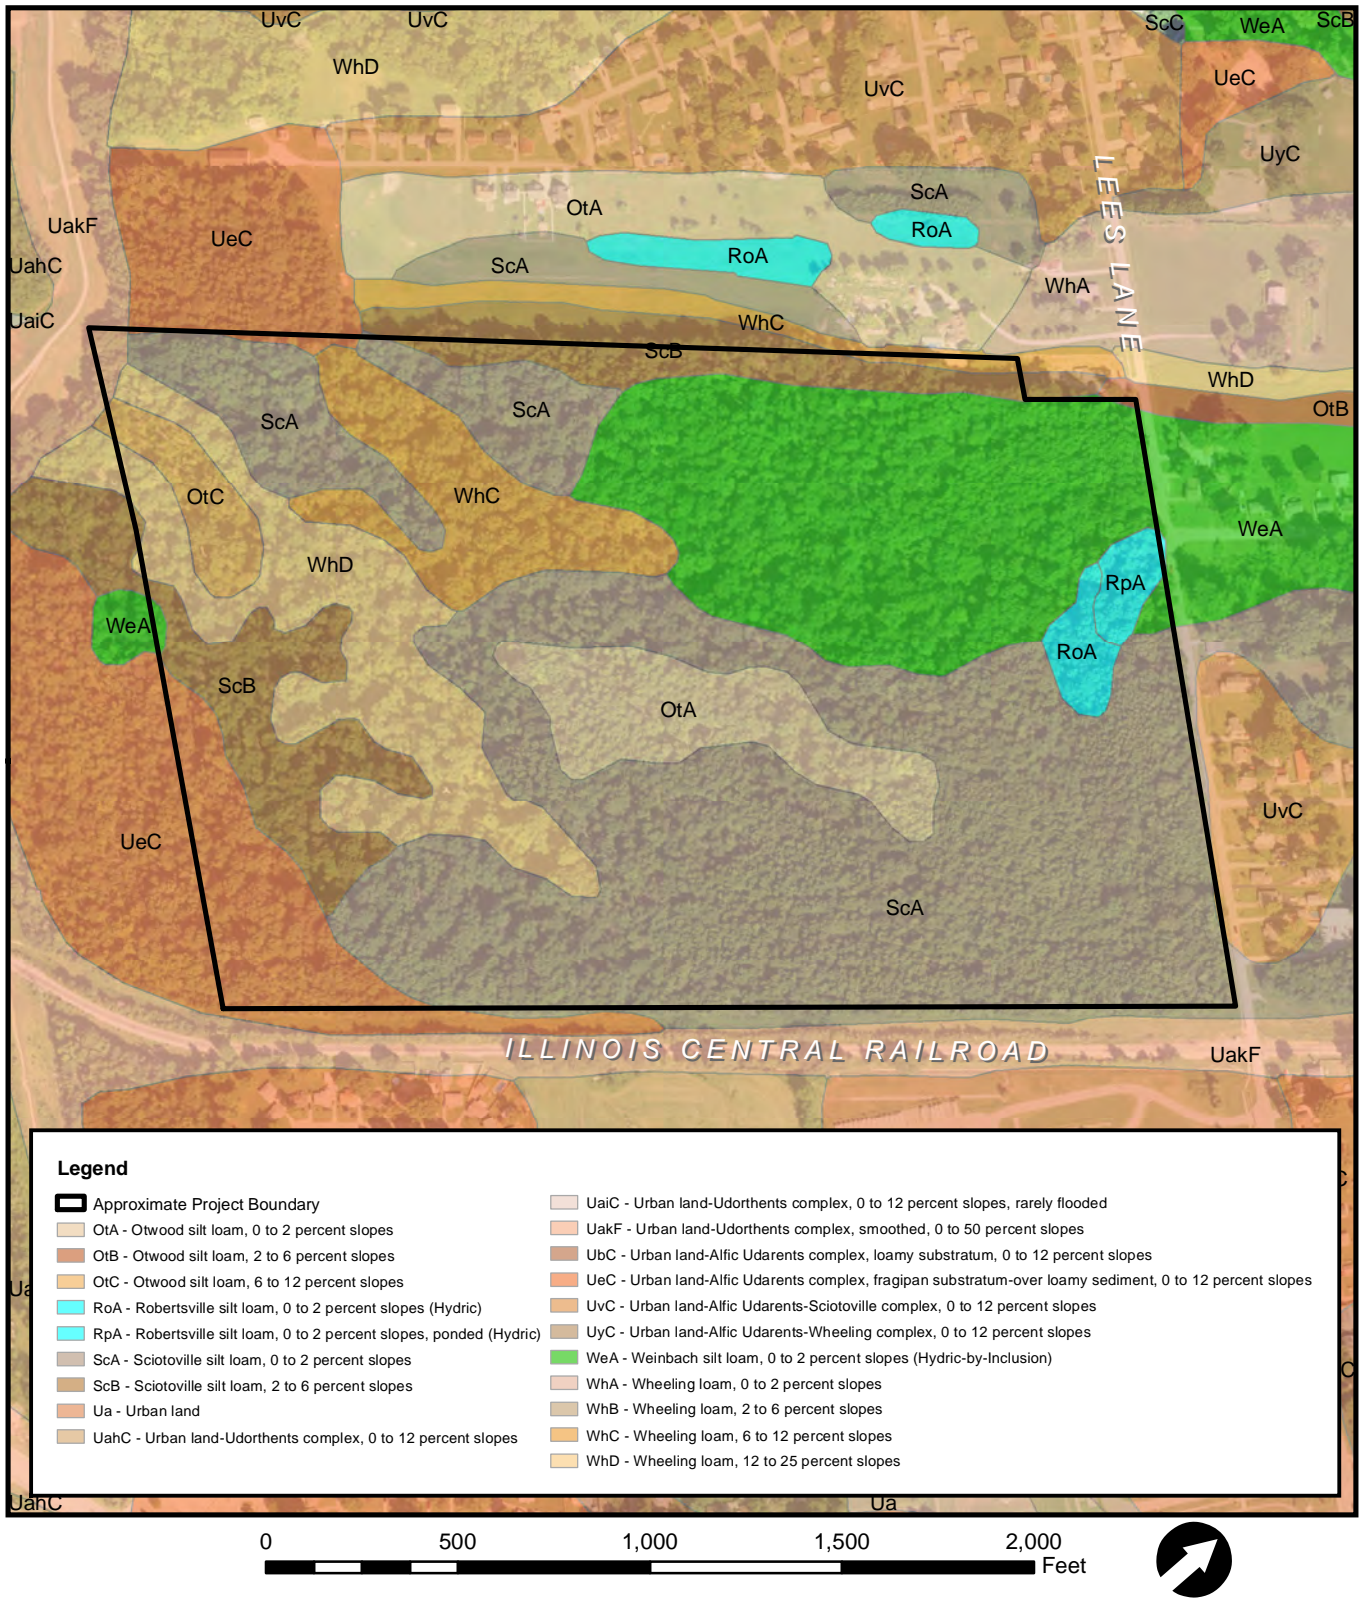 UvC
UvC
ScC
WeA
ScB
WhD
UvC
UeC
UyC
LEES LANE
ScA
OtA
RoA
UakF
UeC
RoA
ScA
UahC
WhA
UaiC
WhC
ScB
WhD
OtB
ScA
ScA
OtC
WhC
WeA
WhD
RpA
WeA
RoA
ScB
OtA
UvC
UeC
ScA
ILLINOIS CENTRAL RAILROAD
UakF
Legend
Approximate Project Boundary
OtA - Otwood silt loam, 0 to 2 percent slopes
OtB - Otwood silt loam, 2 to 6 percent slopes
OtC - Otwood silt loam, 6 to 12 percent slopes
RoA - Robertsville silt loam, 0 to 2 percent slopes (Hydric)
RpA - Robertsville silt loam, 0 to 2 percent slopes, ponded (Hydric)
ScA - Sciotoville silt loam, 0 to 2 percent slopes
ScB - Sciotoville silt loam, 2 to 6 percent slopes
Ua - Urban land
UahC - Urban land-Udorthents complex, 0 to 12 percent slopes
UaiC - Urban land-Udorthents complex, 0 to 12 percent slopes, rarely flooded
UakF - Urban land-Udorthents complex, smoothed, 0 to 50 percent slopes
UbC - Urban land-Alfic Udarents complex, loamy substratum, 0 to 12 percent slopes
UeC - Urban land-Alfic Udarents complex, fragipan substratum-over loamy sediment, 0 to 12 percent slopes
UvC - Urban land-Alfic Udarents-Sciotoville complex, 0 to 12 percent slopes
UyC - Urban land-Alfic Udarents-Wheeling complex, 0 to 12 percent slopes
WeA - Weinbach silt loam, 0 to 2 percent slopes (Hydric-by-Inclusion)
WhA - Wheeling loam, 0 to 2 percent slopes
WhB - Wheeling loam, 2 to 6 percent slopes
WhC - Wheeling loam, 6 to 12 percent slopes
WhD - Wheeling loam, 12 to 25 percent slopes
UahC
Ua
0 500 1,000 1,500 2,000
Feet